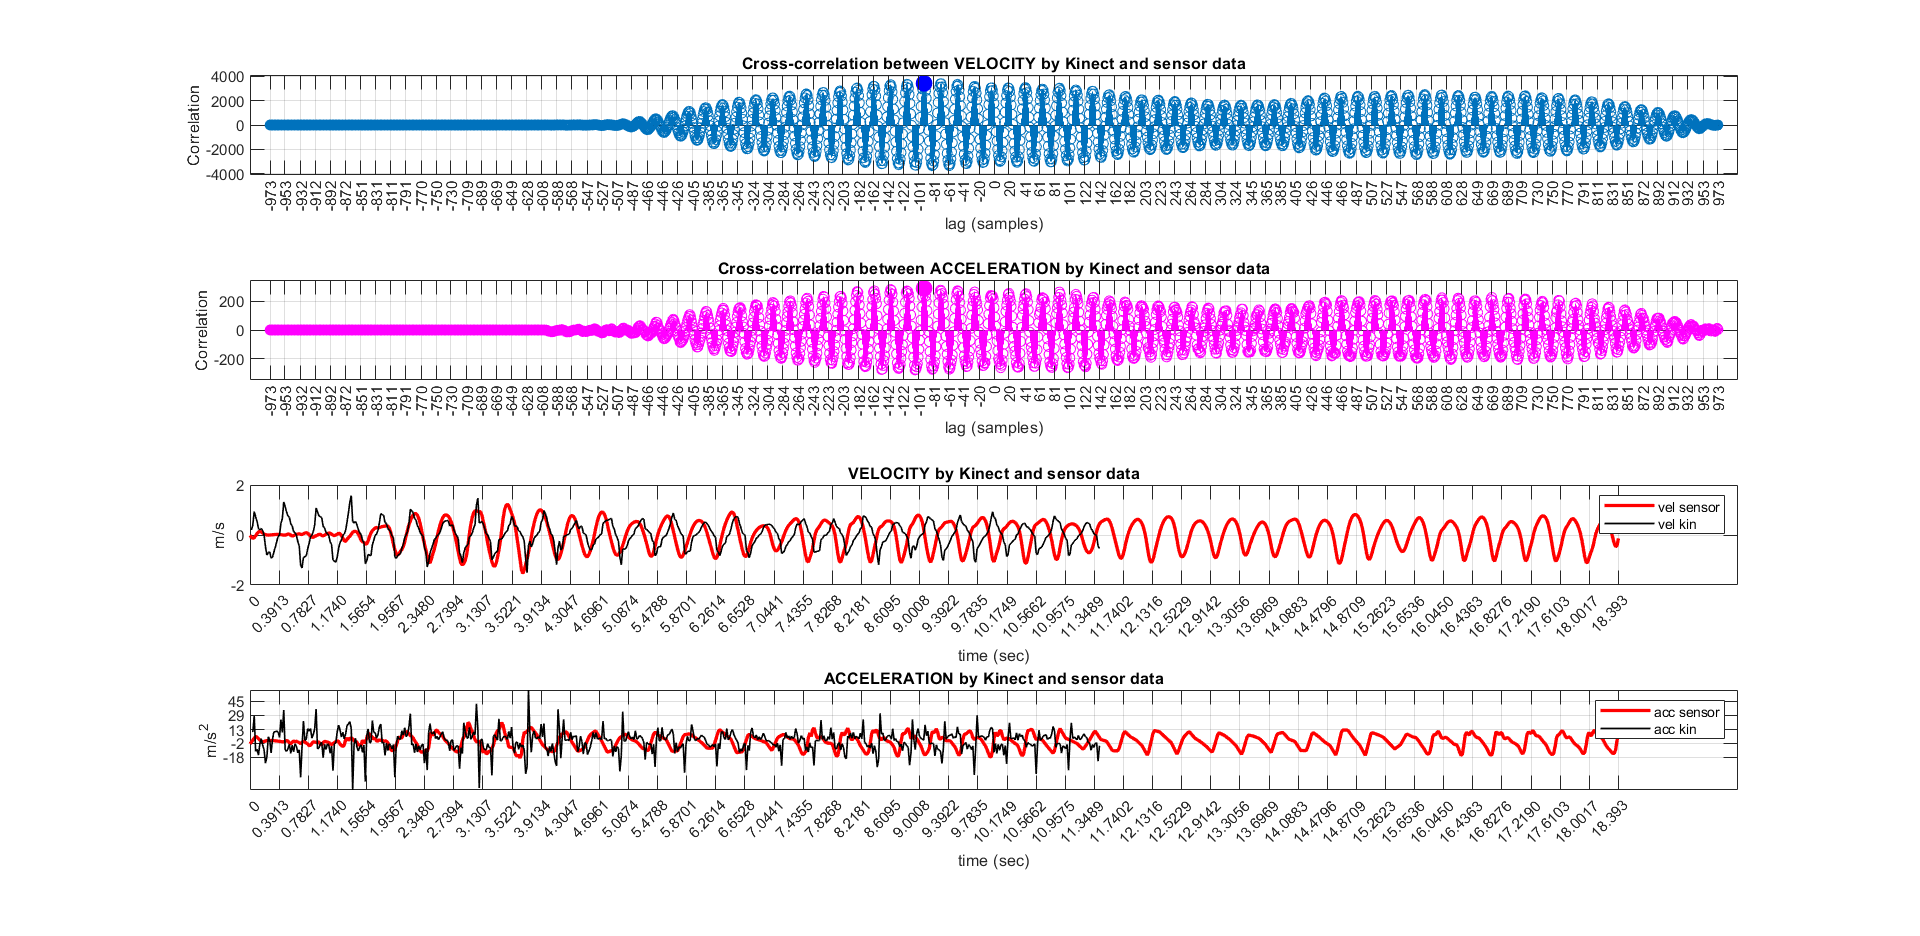 Cross-correlation between VELOCITY by Kinect and sensor data
Correlation
4000
2000
0
-2000
-4000
-973 -953 -932 -912 -892 -872 -851 -831 -811 -791 -770 -750 -730 -709 -689 -669 -649 -628 -608 -588 -568 -547 -527 -507 -487 -466 -446 -426 -405 -385 -365 -345 -324 -304 -284 -264 -243 -223 -203 -182 -162 -142 -122 -101 -81 -61 -41 -20 0 20 41 61 81 101 122 142 162 182 203 223 243 264 284 304 324 345 365 385 405 426 446 466 487 507 527 547 568 588 608 628 649 669 689 709 730 750 770 791 811 831 851 872 892 912 932 953 973
lag (samples)
Cross-correlation between ACCELERATION by Kinect and sensor data
Correlation
200
0
-200
-973 -953 -932 -912 -892 -872 -851 -831 -811 -791 -770 -750 -730 -709 -689 -669 -649 -628 -608 -588 -568 -547 -527 -507 -487 -466 -446 -426 -405 -385 -365 -345 -324 -304 -284 -264 -243 -223 -203 -182 -162 -142 -122 -101 -81 -61 -41 -20 0 20 41 61 81 101 122 142 162 182 203 223 243 264 284 304 324 345 365 385 405 426 446 466 487 507 527 547 568 588 608 628 649 669 689 709 730 750 770 791 811 831 851 872 892 912 932 953 973
lag (samples)
VELOCITY by Kinect and sensor data
m/s
2
0
-2
vel sensor
vel kin
0 0.3913 0.7827 1.1740 1.5654 1.9567 2.3480 2.7394 3.1307 3.5221 3.9134 4.3047 4.6961 5.0874 5.4788 5.8701 6.2614 6.6528 7.0441 7.4355 7.8268 8.2181 8.6095 9.0008 9.3922 9.7835 10.1749 10.5662 10.9575 11.3489 11.7402 12.1316 12.5229 12.9142 13.3056 13.6969 14.0883 14.4796 14.8709 15.2623 15.6536 16.0450 16.4363 16.8276 17.2190 17.6103 18.0017 18.393
time (sec)
ACCELERATION by Kinect and sensor data
m/s²
45
29
13
-2
-18
acc sensor
acc kin
0 0.3913 0.7827 1.1740 1.5654 1.9567 2.3480 2.7394 3.1307 3.5221 3.9134 4.3047 4.6961 5.0874 5.4788 5.8701 6.2614 6.6528 7.0441 7.4355 7.8268 8.2181 8.6095 9.0008 9.3922 9.7835 10.1749 10.5662 10.9575 11.3489 11.7402 12.1316 12.5229 12.9142 13.3056 13.6969 14.0883 14.4796 14.8709 15.2623 15.6536 16.0450 16.4363 16.8276 17.2190 17.6103 18.0017 18.393
time (sec)